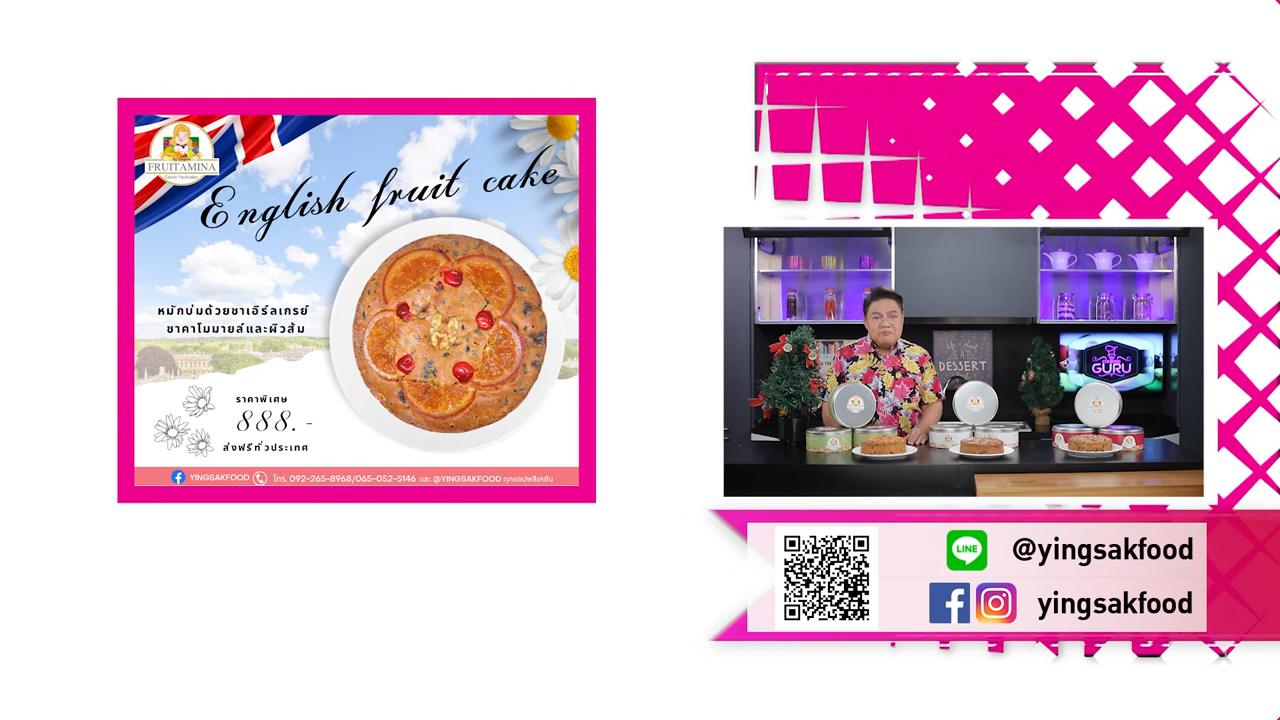 FRUITAMINA
Classic Fruitcakes
English fruit cake
หมักบ่มด้วยชาเอิร์ลเกรย์
ชาคาโมมายล์และผิวส้ม
ราคาพิเศษ
888.-
ส่งฟรีทั่วประเทศ
YINGSAKFOOD โทร. 092-265-8968/065-052-5146 และ @YINGSAKFOOD ทุกแอปพลิเคชัน
EAT
DESSERT
GURU
LINE
@yingsakfood
yingsakfood